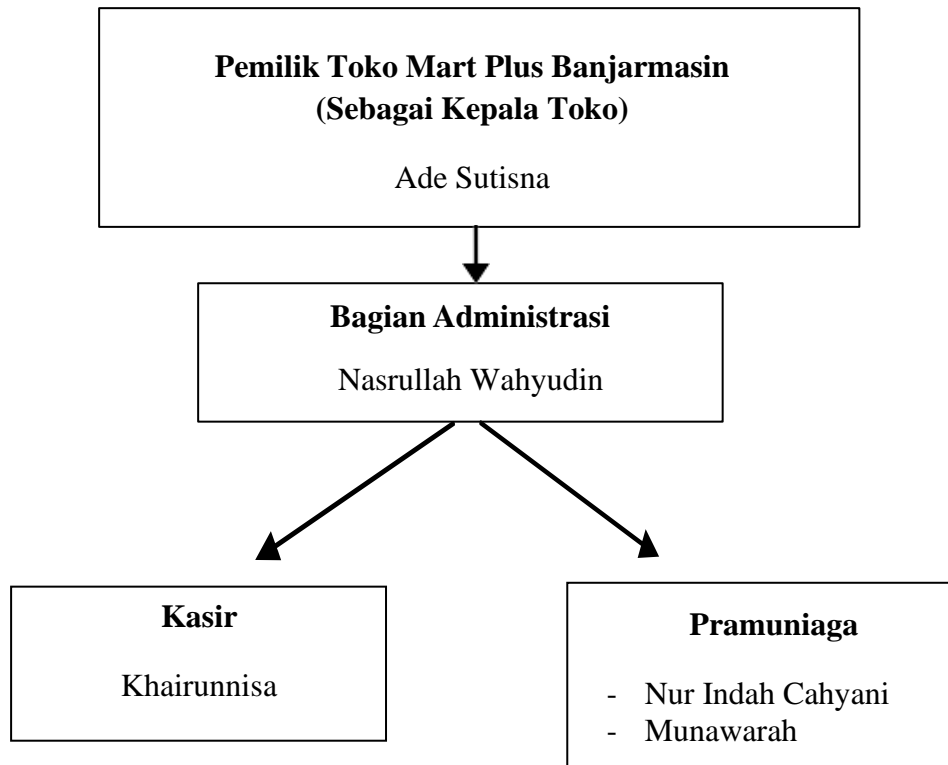 Pemilik Toko Mart Plus Banjarmasin
(Sebagai Kepala Toko)
Ade Sutisna
Bagian Administrasi
Nasrullah Wahyudin
Kasir
Khairunnisa
Pramuniaga
- Nur Indah Cahyani
- Munawarah